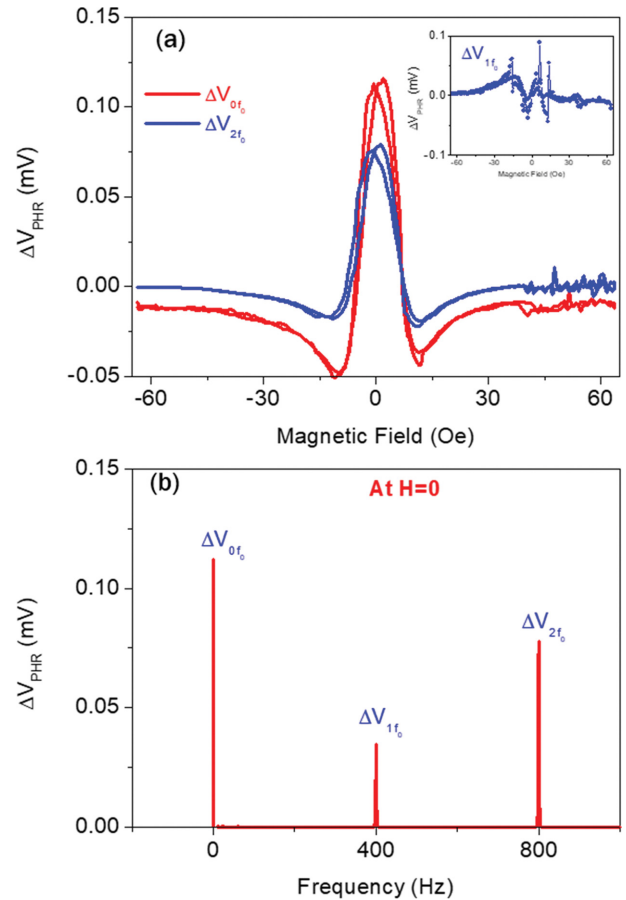 (a)
ΔV0f0
ΔV2f0
0.15
0.10
0.05
0.00
-0.05
ΔVPHR (mV)
-60 -30 0 30 60
Magnetic Field (Oe)
ΔV1f0
0.1
0.0
-0.1
ΔVPHR (mV)
-60 -30 0 30 60
Magnetic Field (Oe)
(b)
At H=0
ΔV0f0
ΔV1f0
ΔV2f0
0.15
0.10
0.05
0.00
ΔVPHR (mV)
0 400 800
Frequency (Hz)